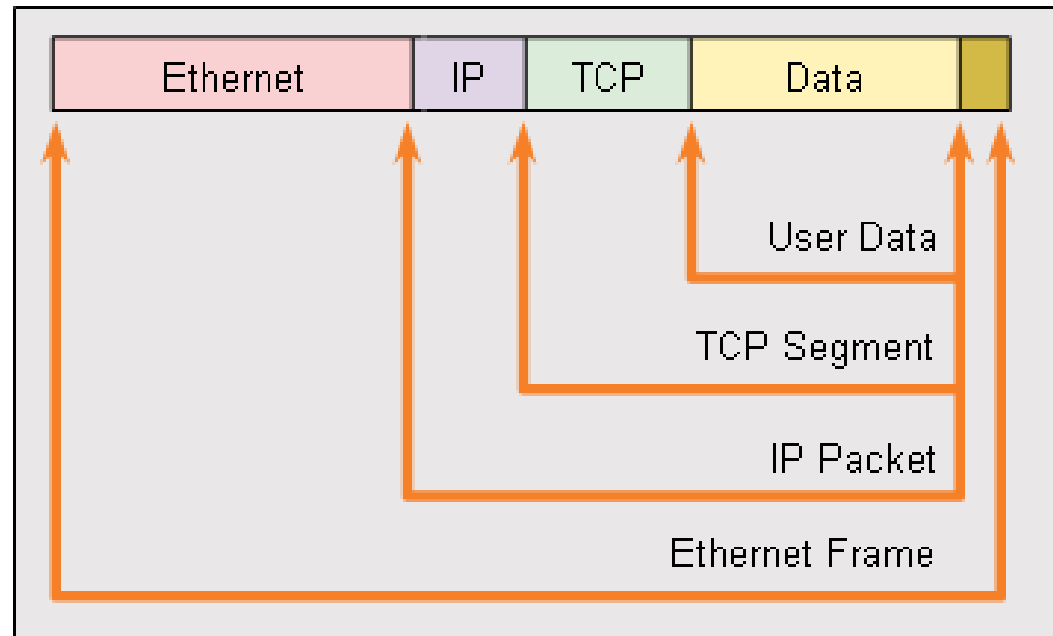 Ethernet IP TCP Data
User Data
TCP Segment
IP Packet
Ethernet Frame